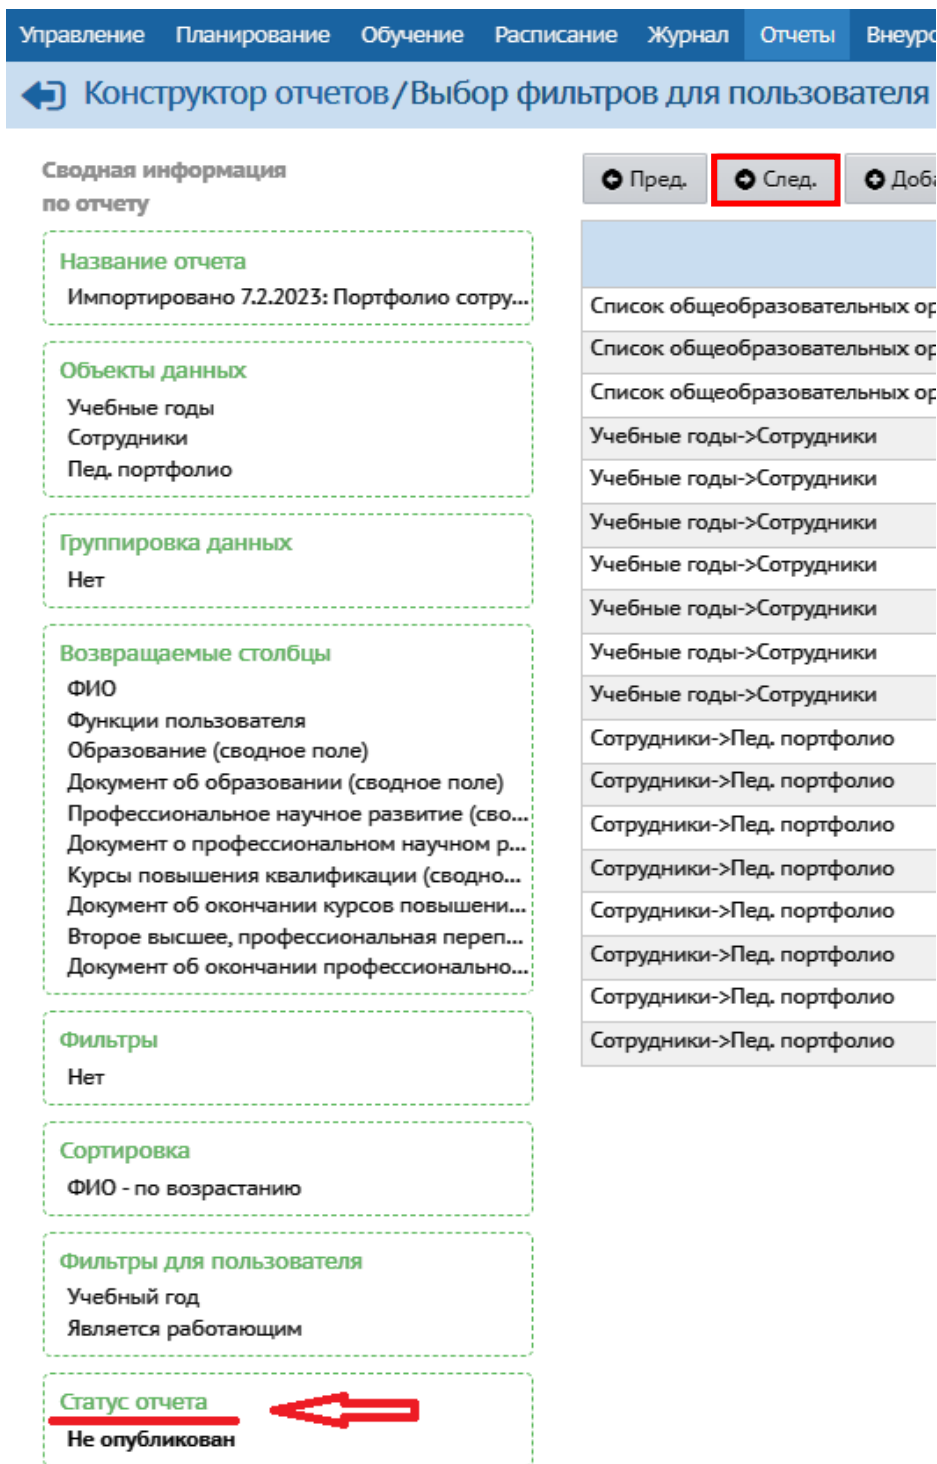 Управление Планирование Обучение Расписание Журнал Отчеты Внеуро
Конструктор отчетов/Выбор фильтров для пользователя
Сводная информация
по отчету
Название отчета
Импортировано 7.2.2023: Портфолио сотру...
Объекты данных
Учебные годы
Сотрудники
Пед. портфолио
Группировка данных
Нет
Возвращаемые столбцы
ФИО
Функции пользователя
Образование (сводное поле)
Документ об образовании (сводное поле)
Профессиональное научное развитие (сво...
Документ о профессиональном научном р...
Курсы повышения квалификации (сводно...
Документ об окончании курсов повышени...
Второе высшее, профессиональная переп...
Документ об окончании профессионально...
Фильтры
Нет
Сортировка
ФИО - по возрастанию
Фильтры для пользователя
Учебный год
Является работающим
Статус отчета
Не опубликован
Пред. След. Доба
Список общеобразовательных ор
Список общеобразовательных ор
Список общеобразовательных ор
Учебные годы->Сотрудники
Учебные годы->Сотрудники
Учебные годы->Сотрудники
Учебные годы->Сотрудники
Учебные годы->Сотрудники
Учебные годы->Сотрудники
Учебные годы->Сотрудники
Сотрудники->Пед. портфолио
Сотрудники->Пед. портфолио
Сотрудники->Пед. портфолио
Сотрудники->Пед. портфолио
Сотрудники->Пед. портфолио
Сотрудники->Пед. портфолио
Сотрудники->Пед. портфолио
Сотрудники->Пед. портфолио